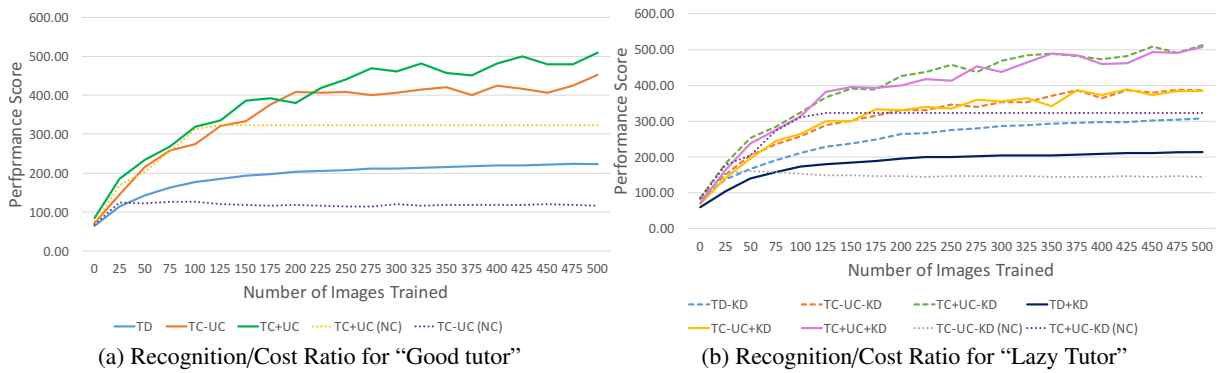 600.00
500.00
400.00
300.00
200.00
100.00
0.00
Perfprmance Score
0 25 50 75 100 125 150 175 200 225 250 275 300 325 350 375 400 425 450 475 500
Number of Images Trained
TD TC-UC TC+UC TC+UC (NC) TC-UC (NC)
(a) Recognition/Cost Ratio for “Good tutor”
600.00
500.00
400.00
300.00
200.00
100.00
0.00
Performance Score
0 25 50 75 100 125 150 175 200 225 250 275 300 325 350 375 400 425 450 475 500
Number of Images Trained
TD-KD TC-UC-KD TC+UC-KD TD+KD
TC-UC+KD TC+UC+KD TC-UC-KD (NC) TC+UC-KD (NC)
(b) Recognition/Cost Ratio for “Lazy Tutor”